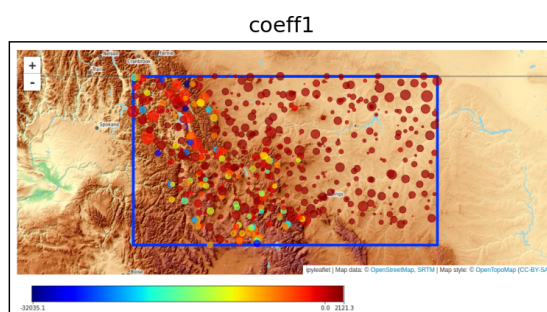 coeff1
+
-
Spokane
ipyleaflet | Map data: © OpenStreetMap, SRTM | Map style: © OpenTopoMap (CC-BY-SA
-32035.1 0.0 2121.3